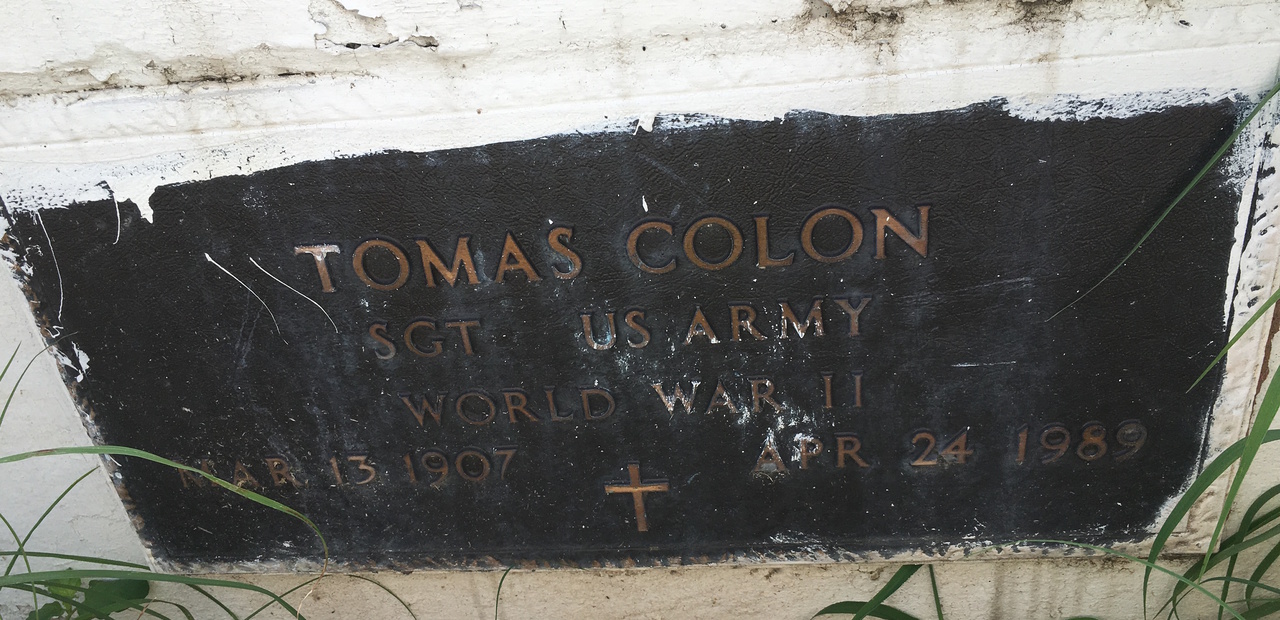 TOMAS COLON
SGT US ARMY
WORLD WAR II
MAR 13 1907 APR 24 1989